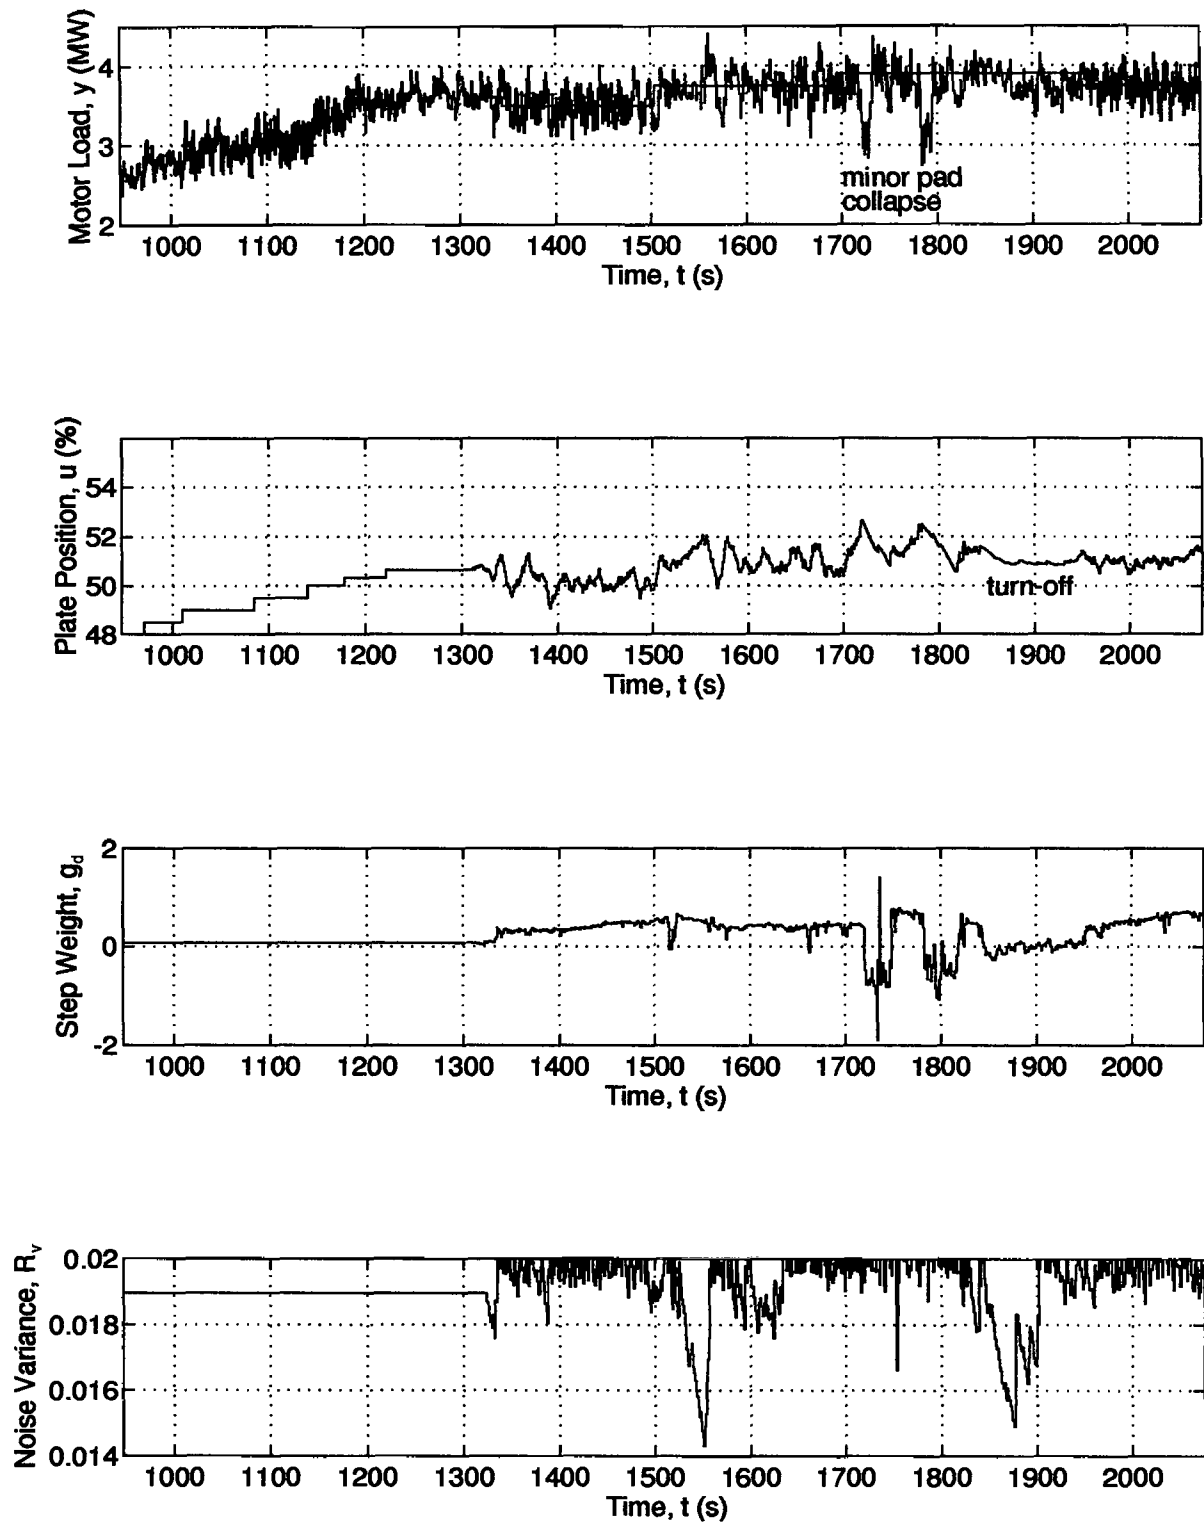 Motor Load, y (MW)
4
3
2
minor pad
collapse
1000 1100 1200 1300 1400 1500 1600 1700 1800 1900 2000
Time, t (s)
Plate Position, u (%)
54
52
50
48
turn-off
1000 1100 1200 1300 1400 1500 1600 1700 1800 1900 2000
Time, t (s)
Step Weight, g_d
2
0
-2
1000 1100 1200 1300 1400 1500 1600 1700 1800 1900 2000
Time, t (s)
Noise Variance, R_v
0.02
0.018
0.016
0.014
1000 1100 1200 1300 1400 1500 1600 1700 1800 1900 2000
Time, t (s)